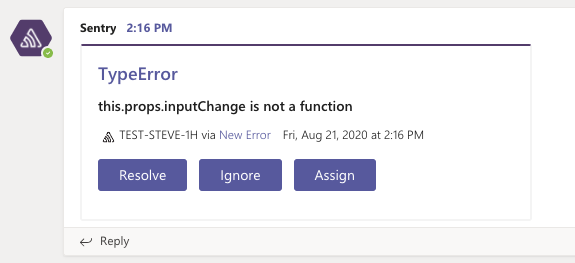 Sentry 2:16 PM
TypeError
this.props.inputChange is not a function
TEST-STEVE-1H via New Error Fri, Aug 21, 2020 at 2:16 PM
Resolve Ignore Assign
Reply